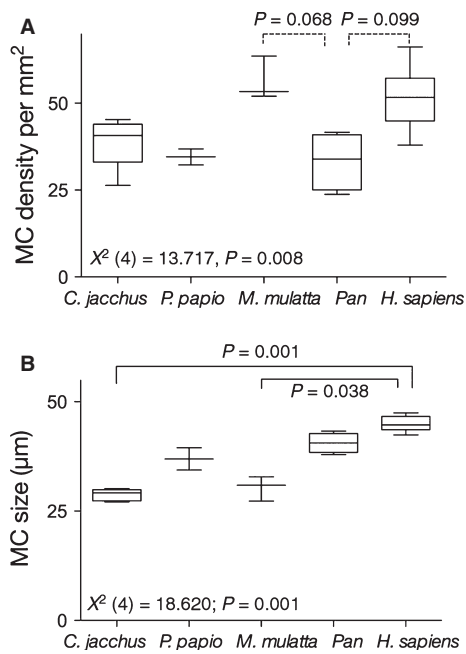 A
P = 0.068 P = 0.099
MC density per mm²
50
25
0
X² (4) = 13.717, P = 0.008
C. jacchus P. papio M. mulatta Pan H. sapiens
B
P = 0.001
P = 0.038
MC size (µm)
50
25
0
X² (4) = 18.620; P = 0.001
C. jacchus P. papio M. mulatta Pan H. sapiens